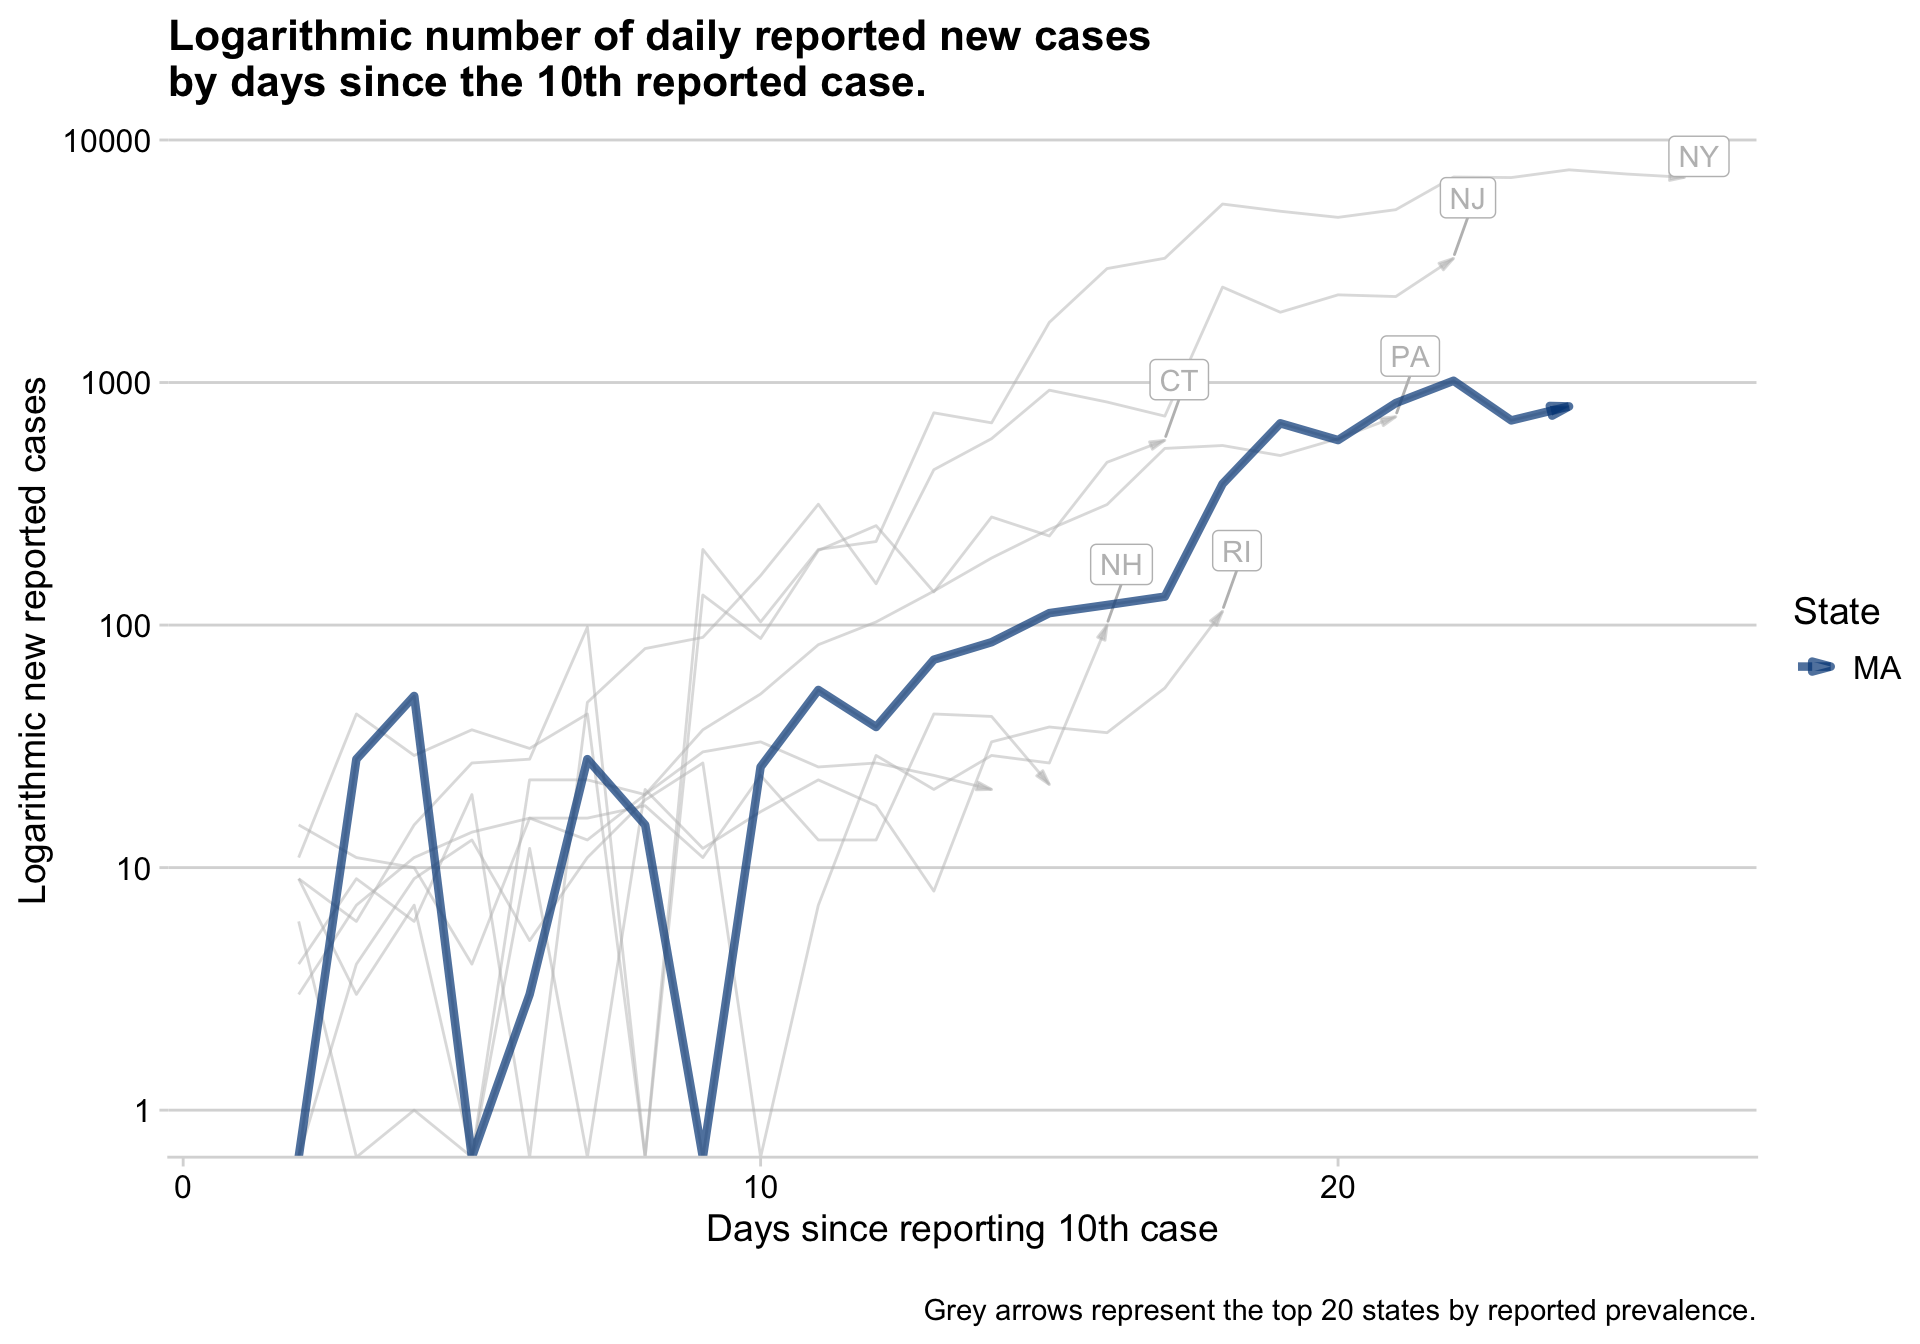 Logarithmic number of daily reported new cases
by days since the 10th reported case.
10000
1000
100
10
1
Logarithmic new reported cases
NY
NJ
PA
CT
NH
RI
State
MA
0
10
20
Days since reporting 10th case
Grey arrows represent the top 20 states by reported prevalence.